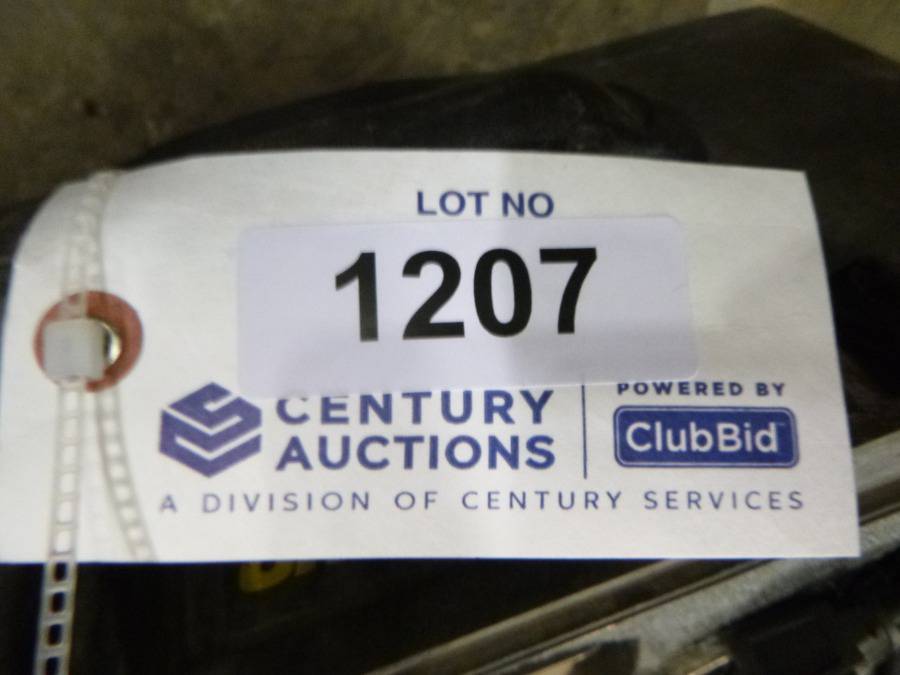 LOT NO
1207
CENTURY
AUCTIONS
POWERED BY
ClubBid
A DIVISION OF CENTURY SERVICES